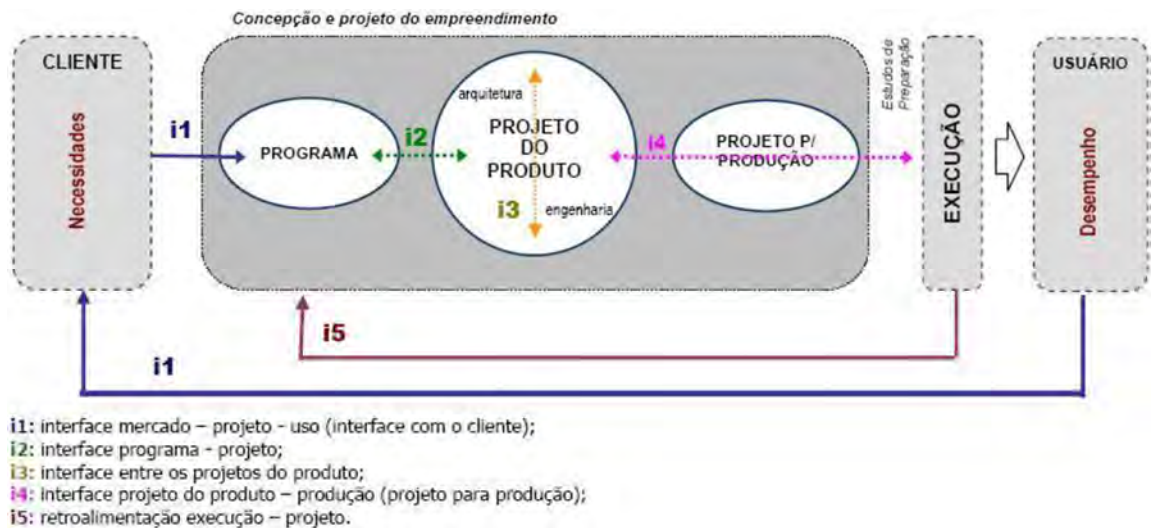 Concepção e projeto do empreendimento
CLIENTE
Necessidades
i1
PROGRAMA
i2
arquitetura
PROJETO
DO
PRODUTO
i3
engenharia
i4
PROJETO P/
PRODUÇÃO
Estudos de
Preparação
EXECUÇÃO
USUÁRIO
Desempenho
i5
i1
i1: interface mercado – projeto - uso (interface com o cliente);
i2: interface programa - projeto;
i3: interface entre os projetos do produto;
i4: interface projeto do produto – produção (projeto para produção);
i5: retroalimentação execução – projeto.